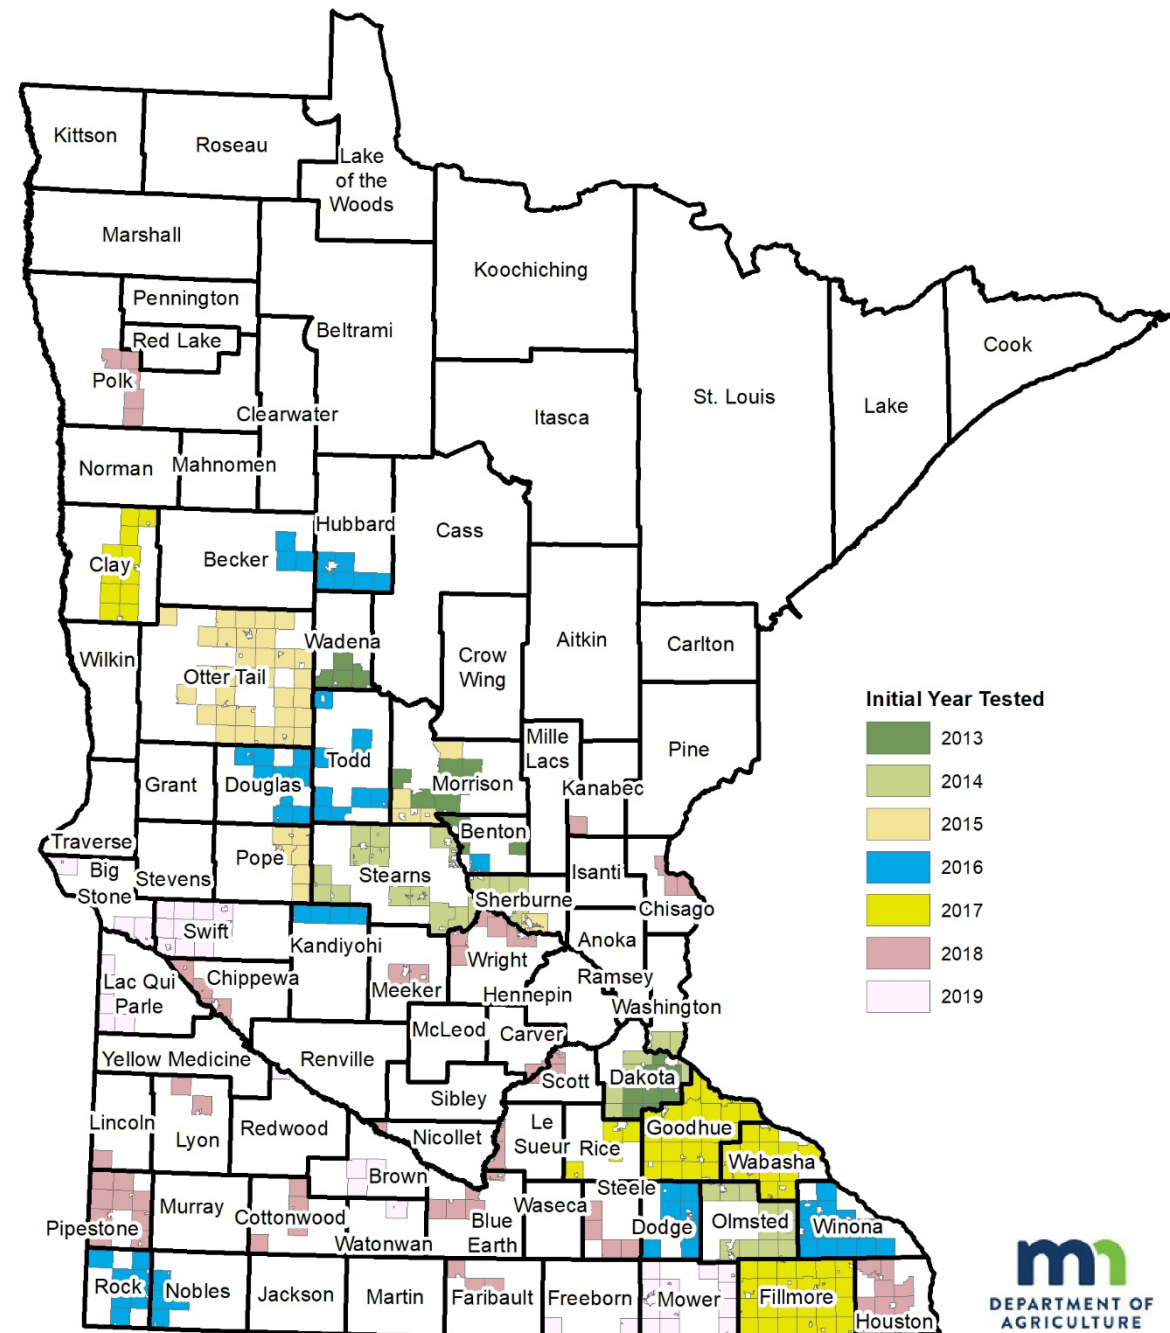 Kittson
Roseau
Lake
of the
Woods
Marshall
Koochiching
Pennington
Beltrami
Red Lake
Cook
Polk
St. Louis
Lake
Clearwater
Itasca
Norman
Mahnomen
Hubbard
Cass
Becker
Clay
Wadena
Aitkin
Carlton
Wilkin
Crow
Wing
Otter Tail
Initial Year Tested
2013
2014
2015
2016
2017
2018
2019
Mille
Lacs
Pine
Todd
Grant
Douglas
Morrison
Kanabec
Traverse
Benton
Pope
Big
Stone
Stevens
Stearns
Isanti
Sherburne
Chisago
Swift
Kandiyohi
Anoka
Wright
Lac Qui
Parle
Chippewa
Meeker
Ramsey
Hennepin
Washington
McLeod
Carver
Yellow Medicine
Renville
Scott
Dakota
Sibley
Lincoln
Lyon
Redwood
Nicollet
Le
Sueur
Rice
Goodhue
Wabasha
Brown
Steele
Murray
Waseca
Pipestone
Cottonwood
Watonwan
Blue
Earth
Dodge
Olmsted
Winona
Rock
Nobles
Jackson
Martin
Faribault
Freeborn
Mower
Fillmore
Houston
mn
DEPARTMENT OF
AGRICULTURE